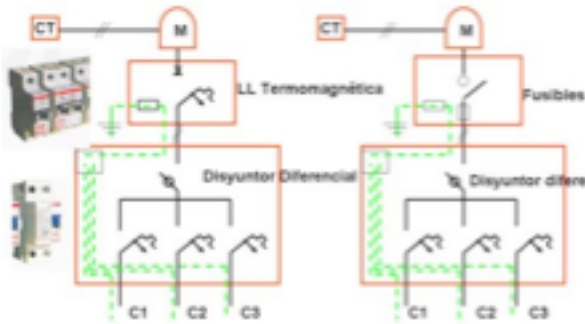 CT M CT M
LL Termomagnética
Fusibles
Disyuntor Diferencial
Disyuntor difere
C1 C2 C3 C1 C2 C3